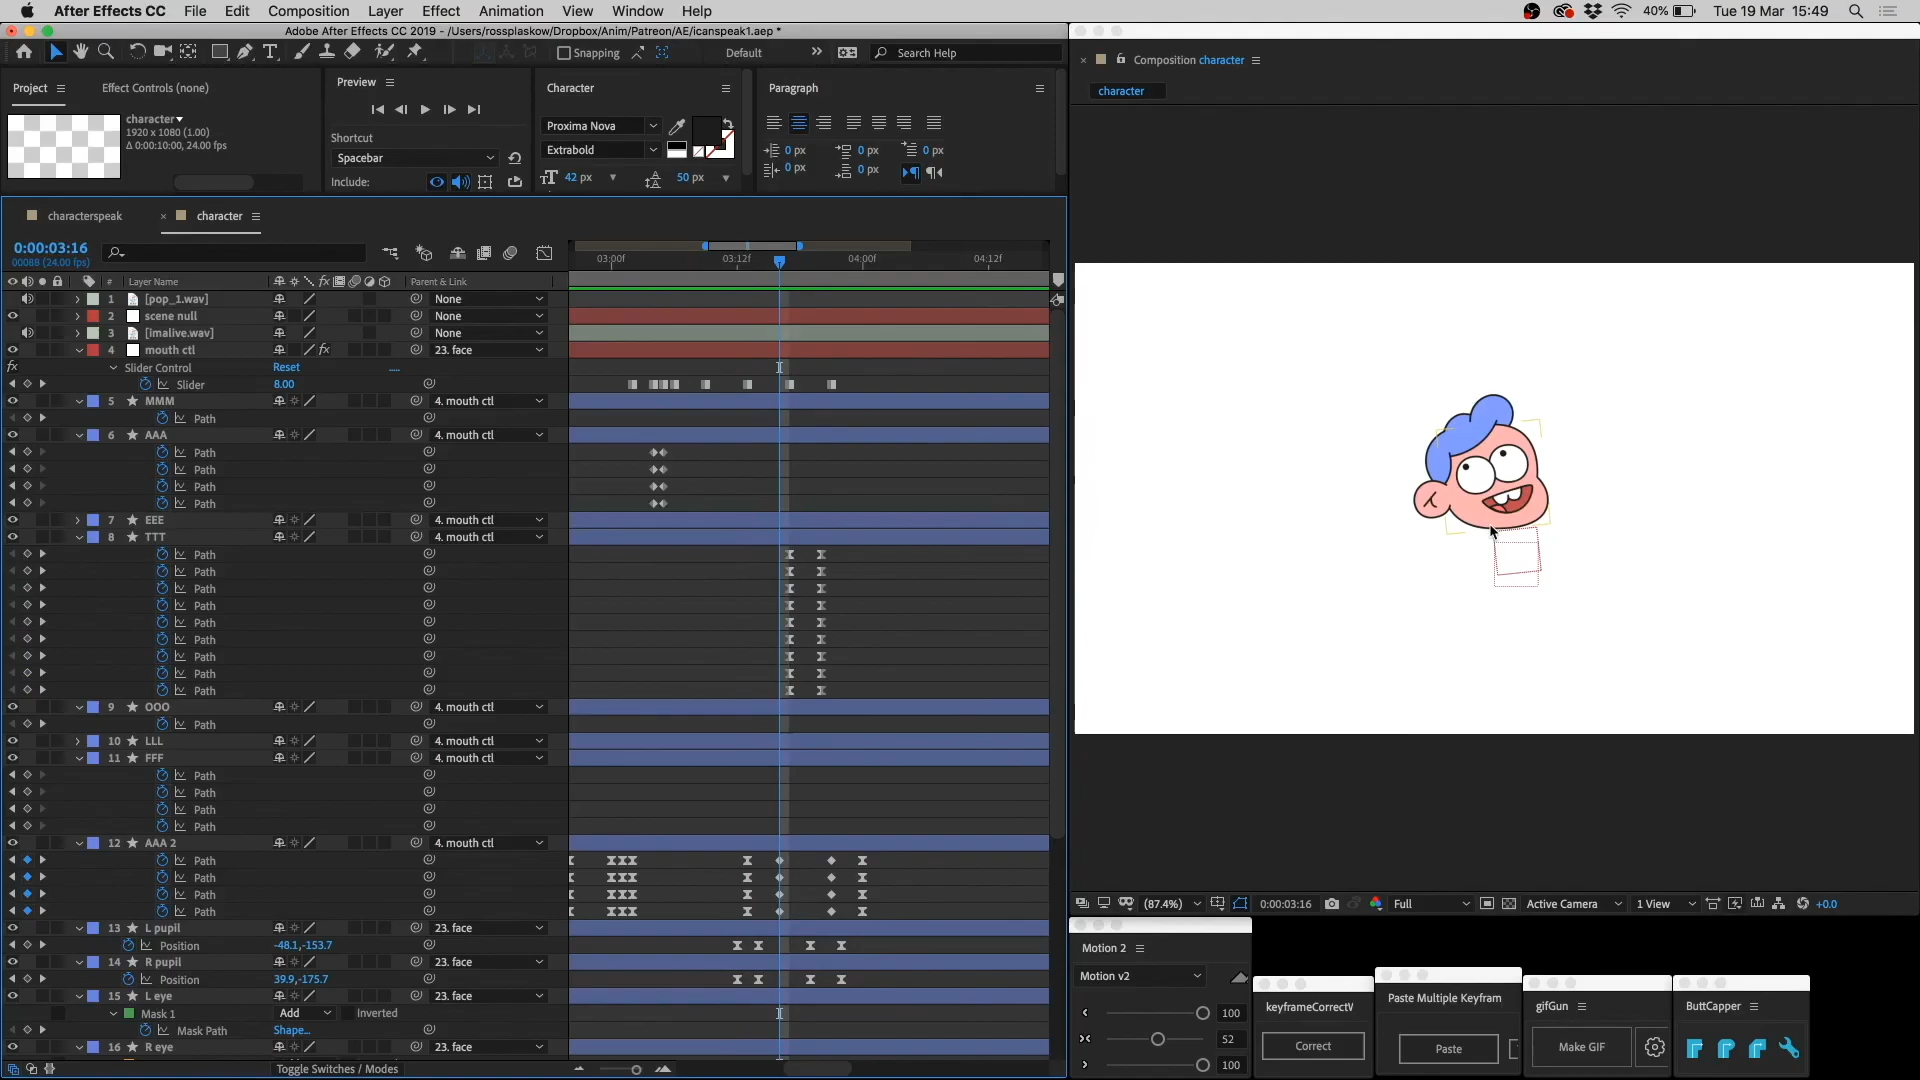 After Effects CC File Edit Composition Layer Effect Animation View Window Help 40% Tue 19 Mar 15:49
Adobe After Effects CC 2019 - /Users/rossplaskow/Dropbox/Anim/Patreon/AE/icanspeak1.aep *
Snapping Default Search Help
Composition character
character
Project Effect Controls (none)
character
1920 x 1080 (1.00)
Δ 0:00:10:00, 24.00 fps
Preview
Shortcut
Spacebar
Include:
Character
Proxima Nova
Extrabold
42 px 50 px
Paragraph
0 px 0 px 0 px
0 px 0 px
characterspeak character
0:00:03:16
00088 (24.00 fps)
03:00f 03:12f 04:00f 04:12f
# Layer Name fx Parent & Link
1 [pop_1.wav] None
2 scene null None
3 [imalive.wav] None
4 mouth ctl fx 23. face
fx Slider Control Reset .....
Slider 8.00
5 MMM 4. mouth ctl
Path
6 AAA 4. mouth ctl
Path
Path
Path
Path
7 EEE 4. mouth ctl
8 TTT 4. mouth ctl
Path
Path
Path
Path
Path
Path
Path
Path
Path
9 OOO 4. mouth ctl
Path
10 LLL 4. mouth ctl
11 FFF 4. mouth ctl
Path
Path
Path
Path
12 AAA 2 4. mouth ctl
Path
Path
Path
Path
13 L pupil 23. face
Position -48.1,-153.7
14 R pupil 23. face
Position 39.9,-175.7
15 L eye 23. face
Mask 1 Add Inverted
Mask Path Shape...
16 R eye 23. face
Toggle Switches / Modes
(87.4%) 0:00:03:16 Full Active Camera 1 View +0.0
Motion 2
Motion v2
100
52
100
keyframeCorrectV
Correct
Paste Multiple Keyfram
Paste
gifGun
Make GIF
ButtCapper